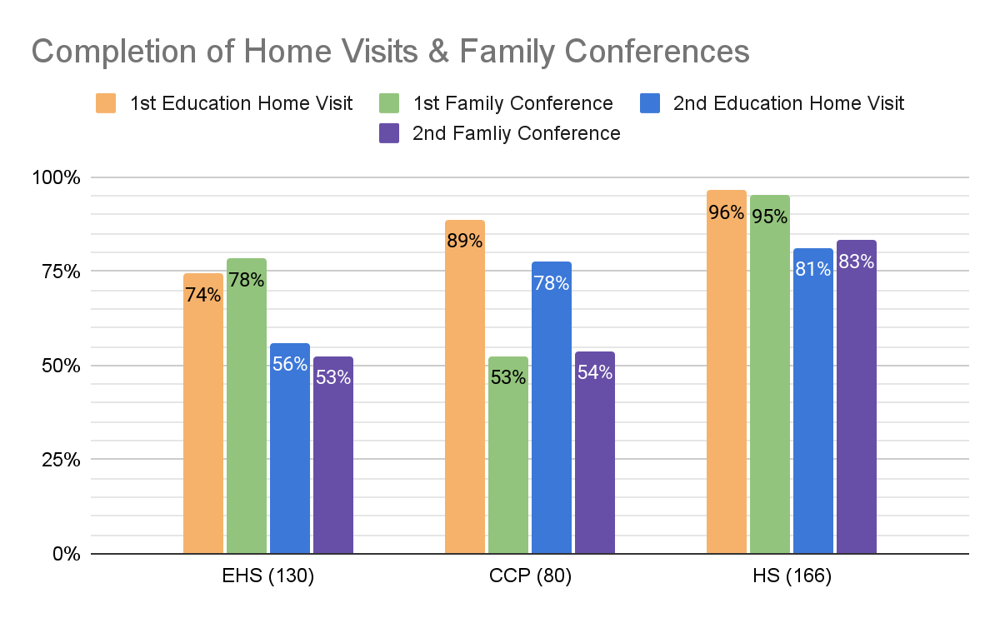 Completion of Home Visits & Family Conferences
1st Education Home Visit 1st Family Conference 2nd Education Home Visit
2nd Famliy Conference
100%
75%
50%
25%
0%
74% 78% 56% 53%
89% 53% 78% 54%
96% 95% 81% 83%
EHS (130) CCP (80) HS (166)